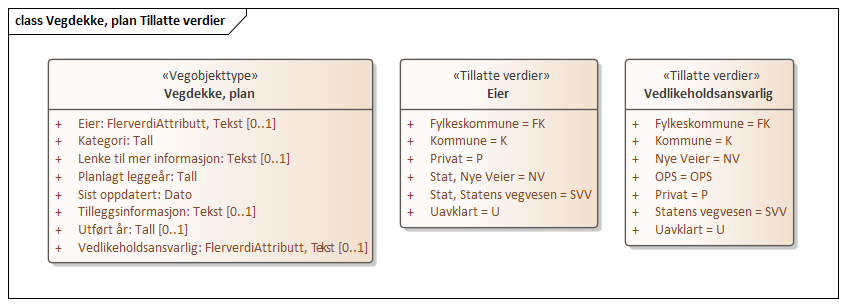 class Vegdekke, plan Tillatte verdier
«Vegobjekttype»
Vegdekke, plan
+ Eier: FlerverdiAttributt, Tekst [0..1]
+ Kategori: Tall
+ Lenke til mer informasjon: Tekst [0..1]
+ Planlagt leggeår: Tall
+ Sist oppdatert: Dato
+ Tilleggsinformasjon: Tekst [0..1]
+ Utført år: Tall [0..1]
+ Vedlikeholdsansvarlig: FlerverdiAttributt, Tekst [0..1]
«Tillatte verdier»
Eier
+ Fylkeskommune = FK
+ Kommune = K
+ Privat = P
+ Stat, Nye Veier = NV
+ Stat, Statens vegvesen = SVV
+ Uavklart = U
«Tillatte verdier»
Vedlikeholdsansvarlig
+ Fylkeskommune = FK
+ Kommune = K
+ Nye Veier = NV
+ OPS = OPS
+ Privat = P
+ Statens vegvesen = SVV
+ Uavklart = U